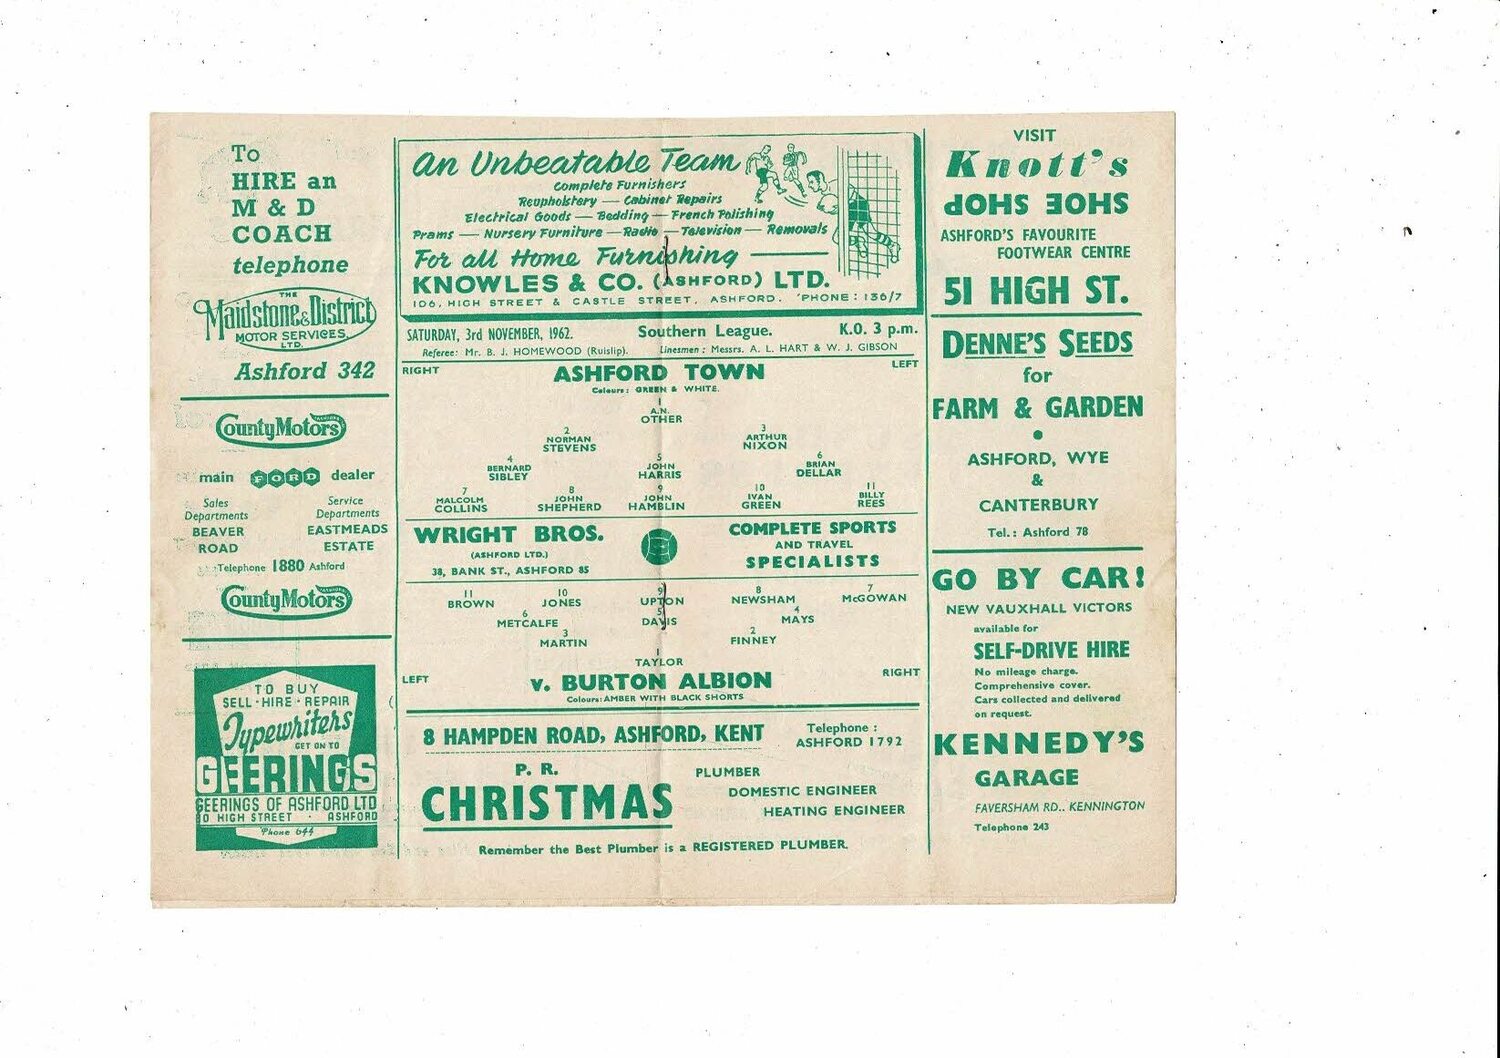 To
HIRE an
M & D
COACH
telephone
THE
Maidstone & District
MOTOR SERVICES
LTD.
Ashford 342
County Motors
main FORD dealer
Sales
Departments
BEAVER
ROAD
Service
Departments
EASTMEADS
ESTATE
Telephone 1880 Ashford
County Motors
TO BUY
SELL · HIRE · REPAIR
Typewriters
GET ON TO
GEERINGS
GEERINGS OF ASHFORD LTD
HIGH STREET · ASHFORD
Phone 644
An Unbeatable Team
Complete Furnishers
Reupholstery — Cabinet Repairs
Electrical Goods — Bedding — French Polishing
Prams — Nursery Furniture — Radio — Television — Removals
For all Home Furnishing
KNOWLES & CO. (ASHFORD) LTD.
106, HIGH STREET & CASTLE STREET, ASHFORD. 'PHONE : 136/7
SATURDAY, 3rd NOVEMBER, 1962. Southern League. K.O. 3 p.m.
Referee: Mr. B. J. HOMEWOOD (Ruislip). Linesmen : Messrs. A. L. HART & W. J. GIBSON
RIGHT ASHFORD TOWN LEFT
Colours: GREEN & WHITE.
1
A.N.
OTHER
2 3
NORMAN ARTHUR
STEVENS NIXON
4 5 6
BERNARD JOHN BRIAN
SIBLEY HARRIS DELLAR
7 8 9 10 11
MALCOLM JOHN JOHN IVAN BILLY
COLLINS SHEPHERD HAMBLIN GREEN REES
WRIGHT BROS.
(ASHFORD LTD.)
38, BANK ST., ASHFORD 85
COMPLETE SPORTS
AND TRAVEL
SPECIALISTS
11 10 9 8 7
BROWN JONES UPTON NEWSHAM McGOWAN
6 5 4
METCALFE DAVIS MAYS
3 2
MARTIN FINNEY
1
TAYLOR
LEFT v. BURTON ALBION RIGHT
Colours: AMBER WITH BLACK SHORTS
8 HAMPDEN ROAD, ASHFORD, KENT
Telephone :
ASHFORD 1792
P. R.
CHRISTMAS
PLUMBER
DOMESTIC ENGINEER
HEATING ENGINEER
Remember the Best Plumber is a REGISTERED PLUMBER.
VISIT
Knott's
SHOE SHOP
ASHFORD'S FAVOURITE
FOOTWEAR CENTRE
51 HIGH ST.
DENNE'S SEEDS
for
FARM & GARDEN
•
ASHFORD, WYE
&
CANTERBURY
Tel. : Ashford 78
GO BY CAR!
NEW VAUXHALL VICTORS
available for
SELF-DRIVE HIRE
No mileage charge.
Comprehensive cover.
Cars collected and delivered
on request.
KENNEDY'S
GARAGE
FAVERSHAM RD., KENNINGTON
Telephone 243